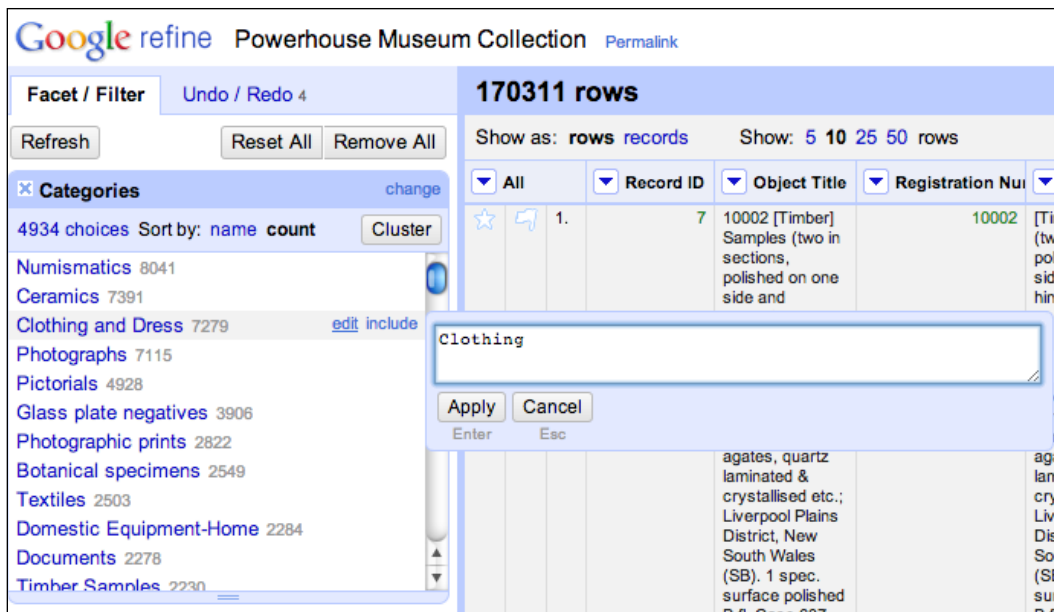 Google refine Powerhouse Museum Collection Permalink
Facet / Filter Undo / Redo 4
170311 rows
Refresh Reset All Remove All
Show as: rows records Show: 5 10 25 50 rows
Categories change
All Record ID Object Title Registration Nu
4934 choices Sort by: name count Cluster
1. 7 10002 [Timber] 10002
Samples (two in
sections,
polished on one
side and
Numismatics 8041
Ceramics 7391
Clothing and Dress 7279 edit include
Photographs 7115
Pictorials 4928
Glass plate negatives 3906
Photographic prints 2822
Botanical specimens 2549
Textiles 2503
Domestic Equipment-Home 2284
Documents 2278
Timber Samples 2230
Clothing
Apply Cancel
Enter Esc
agates, quartz
laminated &
crystallised etc.;
Liverpool Plains
District, New
South Wales
(SB). 1 spec.
surface polished